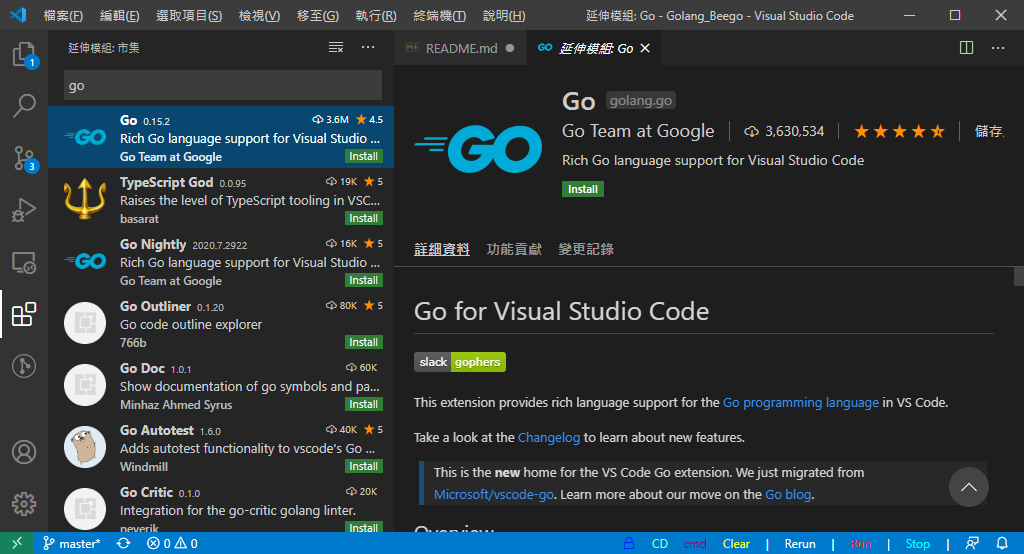 檔案(F) 編輯(E) 選取項目(S) 檢視(V) 移至(G) 執行(R) 終端機(T) 說明(H) 延伸模組: Go - Golang_Beego - Visual Studio Code
延伸模組: 市集
README.md
GO 延伸模組: Go
1
3
go
GO
Go 0.15.2 3.6M 4.5
Rich Go language support for Visual Studio ...
Go Team at Google Install
TypeScript God 0.0.95 19K 5
Raises the level of TypeScript tooling in VSC...
basarat Install
GO
Go Nightly 2020.7.2922 16K 5
Rich Go language support for Visual Studio ...
Go Team at Google Install
Go Outliner 0.1.20 80K 5
Go code outline explorer
766b Install
Go Doc 1.0.1 60K
Show documentation of go symbols and pa...
Minhaz Ahmed Syrus Install
Go Autotest 1.6.0 40K 5
Adds autotest functionality to vscode's Go ...
Windmill Install
Go Critic 0.1.0 20K
Integration for the go-critic golang linter.
neverik Install
GO
Go golang.go
Go Team at Google 3,630,534 儲存.
Rich Go language support for Visual Studio Code
Install
詳細資料 功能貢獻 變更記錄
Go for Visual Studio Code
slack gophers
This extension provides rich language support for the Go programming language in VS Code.
Take a look at the Changelog to learn about new features.
This is the new home for the VS Code Go extension. We just migrated from
Microsoft/vscode-go. Learn more about our move on the Go blog.
Overview
master* 0 0 CD cmd Clear | Rerun | Run | Stop |